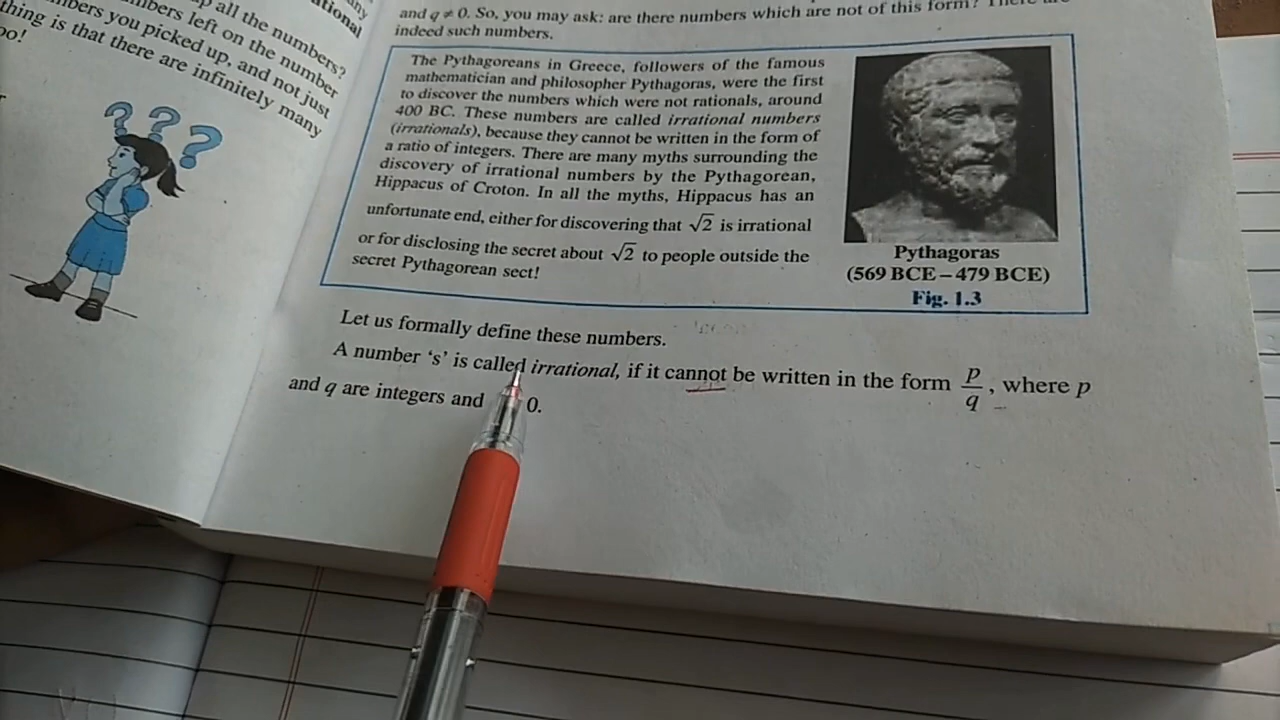 all the numbers?
left on the number
you picked up, and not just
thing is that there are infinitely many
and q ≠ 0. So, you may ask: are there numbers which are not of this form?
indeed such numbers.
The Pythagoreans in Greece, followers of the famous
mathematician and philosopher Pythagoras, were the first
to discover the numbers which were not rationals, around
400 BC. These numbers are called irrational numbers
(irrationals), because they cannot be written in the form of
a ratio of integers. There are many myths surrounding the
discovery of irrational numbers by the Pythagorean,
Hippacus of Croton. In all the myths, Hippacus has an
unfortunate end, either for discovering that √2 is irrational
or for disclosing the secret about √2 to people outside the
secret Pythagorean sect!
Pythagoras
(569 BCE – 479 BCE)
Fig. 1.3
Let us formally define these numbers.
A number ‘s’ is called irrational, if it cannot be written in the form p/q, where p
and q are integers and 0.